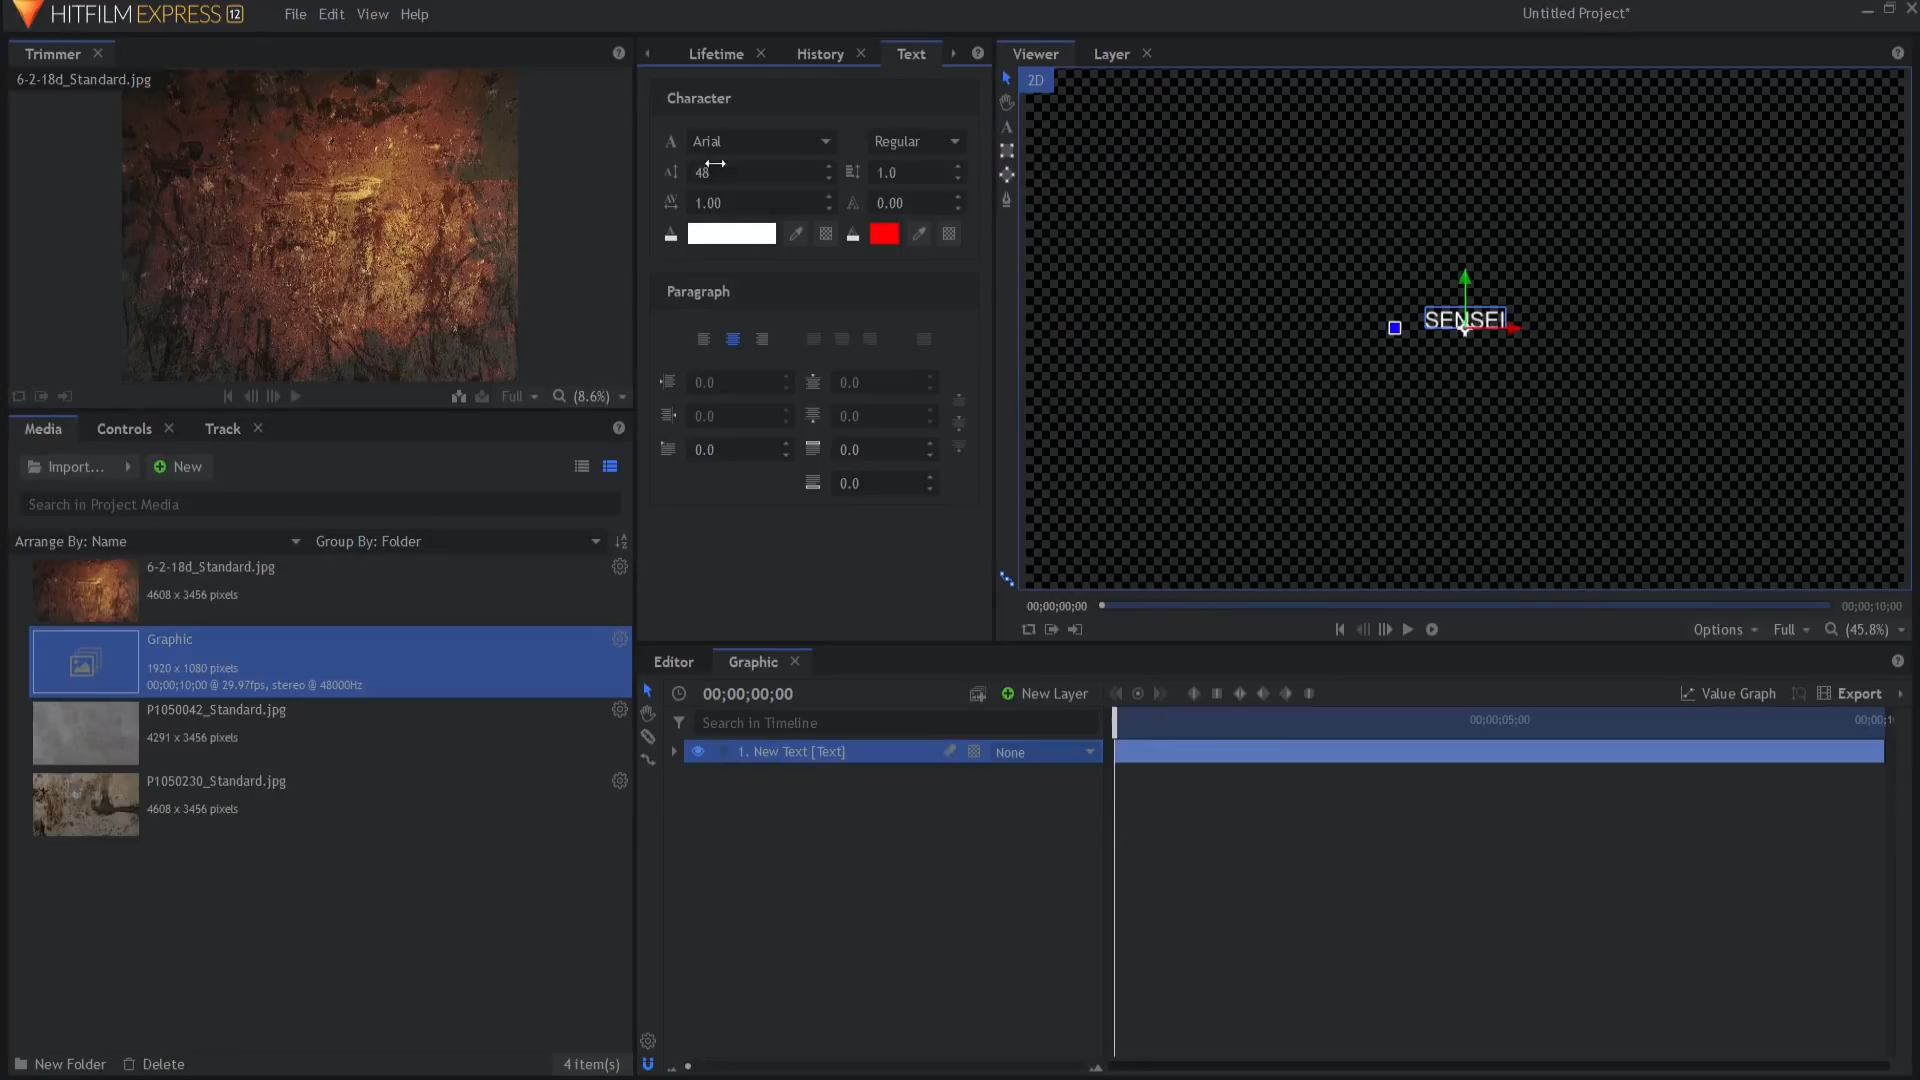 HITFILM EXPRESS 12
File Edit View Help
Untitled Project*
Trimmer
6-2-18d_Standard.jpg
Full (8.6%)
Lifetime History Text
Character
Arial Regular
48 1.0
1.00 0.00
Paragraph
0.0 0.0
0.0 0.0
0.0 0.0
0.0
Viewer Layer
2D
SENSEI
00;00;00;00 00;00;10;00
Options Full (45.8%)
Media Controls Track
Import... New
Search in Project Media
Arrange By: Name Group By: Folder
6-2-18d_Standard.jpg
4608 x 3456 pixels
Graphic
1920 x 1080 pixels
00;00;10;00 @ 29.97fps, stereo @ 48000Hz
P1050042_Standard.jpg
4291 x 3456 pixels
P1050230_Standard.jpg
4608 x 3456 pixels
New Folder Delete 4 item(s)
Editor Graphic
00;00;00;00 New Layer Value Graph Export
Search in Timeline 00;00;05;00 00;00;1
1. New Text [Text] None